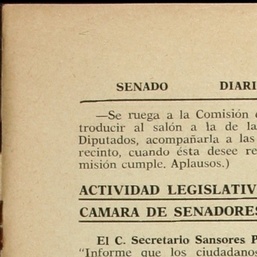 SENADO DIARI
—Se ruega a la Comisión
troducir al salón a la de la
Diputados, acompañarla a las
recinto, cuando ésta desee re
misión cumple. Aplausos.)
ACTIVIDAD LEGISLATIV
CAMARA DE SENADORES
El C. Secretario Sansores P
"Informe que los ciudadanos